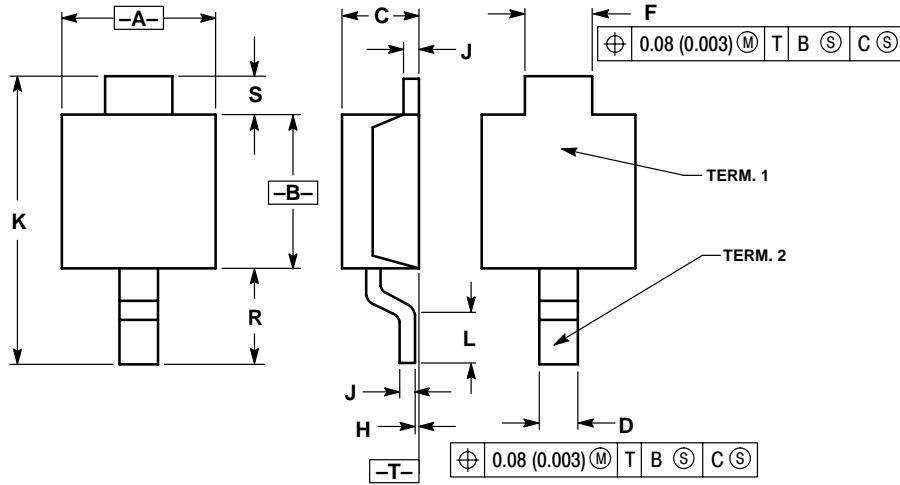 –A–
C
F
J
⌖ 0.08 (0.003) Ⓜ T B Ⓢ C Ⓢ
S
TERM. 1
–B–
K
TERM. 2
R
L
J
D
H
⌖ 0.08 (0.003) Ⓜ T B Ⓢ C Ⓢ
–T–